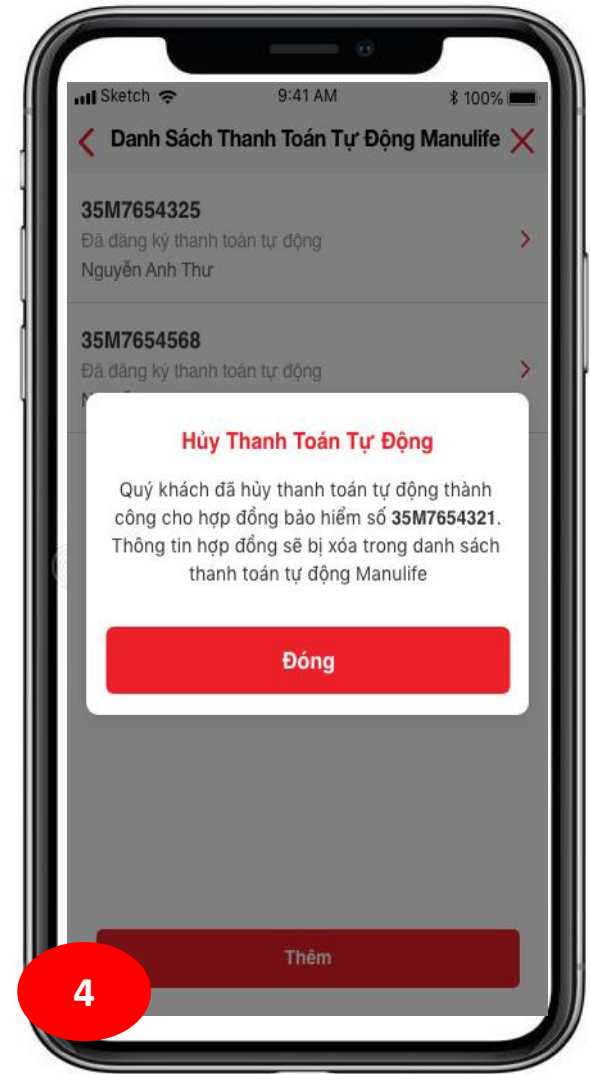 Sketch 9:41 AM 100%
Danh Sách Thanh Toán Tự Động Manulife
35M7654325
Đã đăng ký thanh toán tự động
Nguyễn Anh Thư
35M7654568
Đã đăng ký thanh toán tự động
Hủy Thanh Toán Tự Động
Quý khách đã hủy thanh toán tự động thành
công cho hợp đồng bảo hiểm số 35M7654321.
Thông tin hợp đồng sẽ bị xóa trong danh sách
thanh toán tự động Manulife
Đóng
Thêm
4